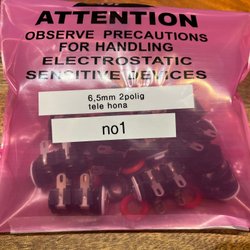 ATTENTION
OBSERVE PRECAUTIONS
FOR HANDLING
ELECTROSTATIC
SENSITIVE DEVICES
6,5mm 2polig
tele hona
no1